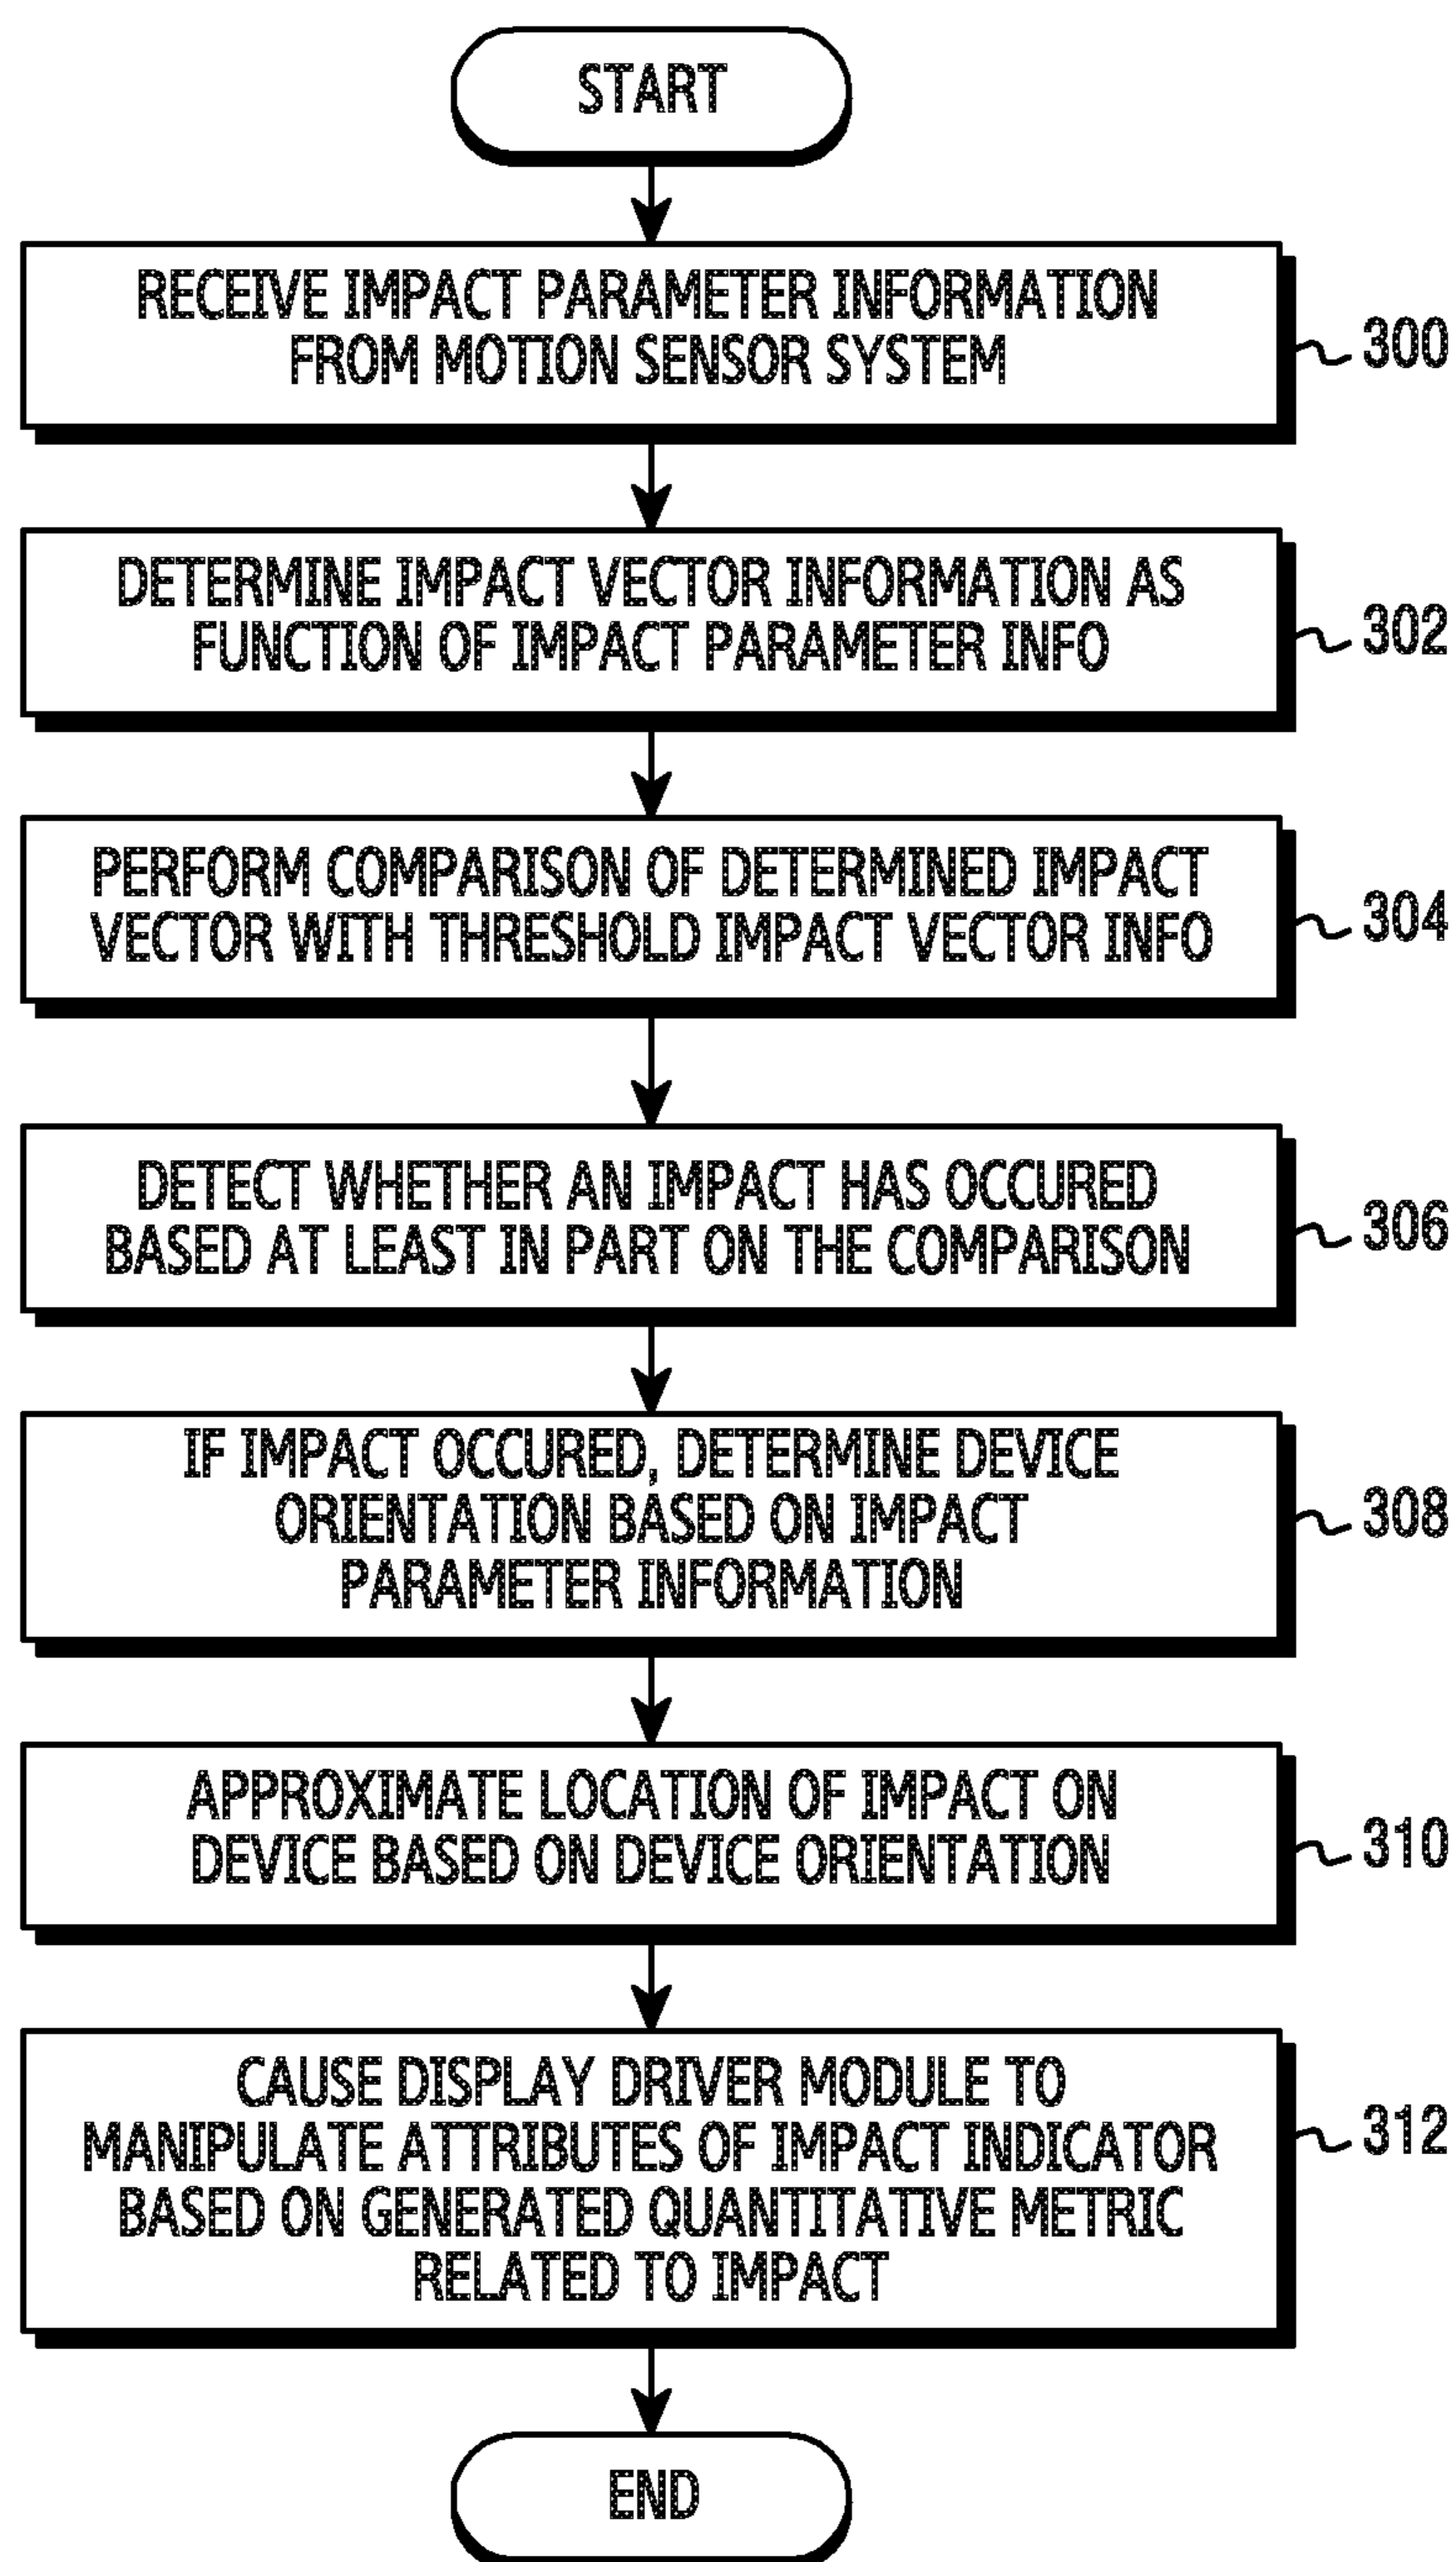 START
RECEIVE IMPACT PARAMETER INFORMATION
FROM MOTION SENSOR SYSTEM
300
DETERMINE IMPACT VECTOR INFORMATION AS
FUNCTION OF IMPACT PARAMETER INFO
302
PERFORM COMPARISON OF DETERMINED IMPACT
VECTOR WITH THRESHOLD IMPACT VECTOR INFO
304
DETECT WHETHER AN IMPACT HAS OCCURED
BASED AT LEAST IN PART ON THE COMPARISON
306
IF IMPACT OCCURED, DETERMINE DEVICE
ORIENTATION BASED ON IMPACT
PARAMETER INFORMATION
308
APPROXIMATE LOCATION OF IMPACT ON
DEVICE BASED ON DEVICE ORIENTATION
310
CAUSE DISPLAY DRIVER MODULE TO
MANIPULATE ATTRIBUTES OF IMPACT INDICATOR
BASED ON GENERATED QUANTITATIVE METRIC
RELATED TO IMPACT
312
END